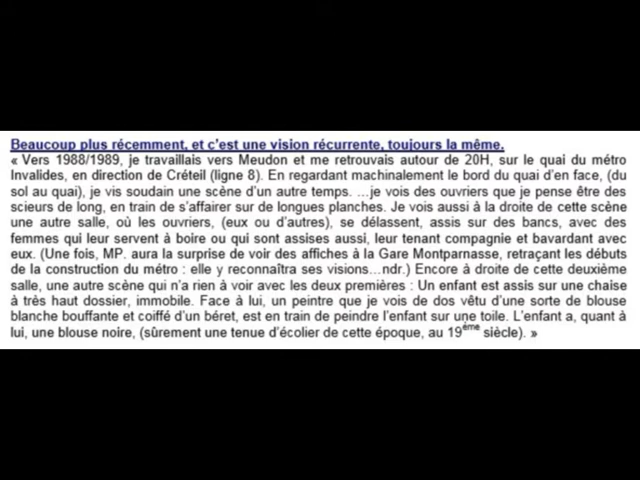 Beaucoup plus récemment, et c'est une vision récurrente, toujours la même.
« Vers 1988/1989, je travaillais vers Meudon et me retrouvais autour de 20H, sur le quai du métro
Invalides, en direction de Créteil (ligne 8). En regardant machinalement le bord du quai d'en face, (du
sol au quai), je vis soudain une scène d'un autre temps. …je vois des ouvriers que je pense être des
scieurs de long, en train de s'affairer sur de longues planches. Je vois aussi à la droite de cette scène
une autre salle, où les ouvriers, (eux ou d'autres), se délassent, assis sur des bancs, avec des
femmes qui leur servent à boire ou qui sont assises aussi, leur tenant compagnie et bavardant avec
eux. (Une fois, MP. aura la surprise de voir des affiches à la Gare Montparnasse, retraçant les débuts
de la construction du métro : elle y reconnaîtra ses visions…ndr.) Encore à droite de cette deuxième
salle, une autre scène qui n'a rien à voir avec les deux premières : Un enfant est assis sur une chaise
à très haut dossier, immobile. Face à lui, un peintre que je vois de dos vêtu d'une sorte de blouse
blanche bouffante et coiffé d'un béret, est en train de peindre l'enfant sur une toile. L'enfant a, quant à
lui, une blouse noire, (sûrement une tenue d'écolier de cette époque, au 19ème siècle). »